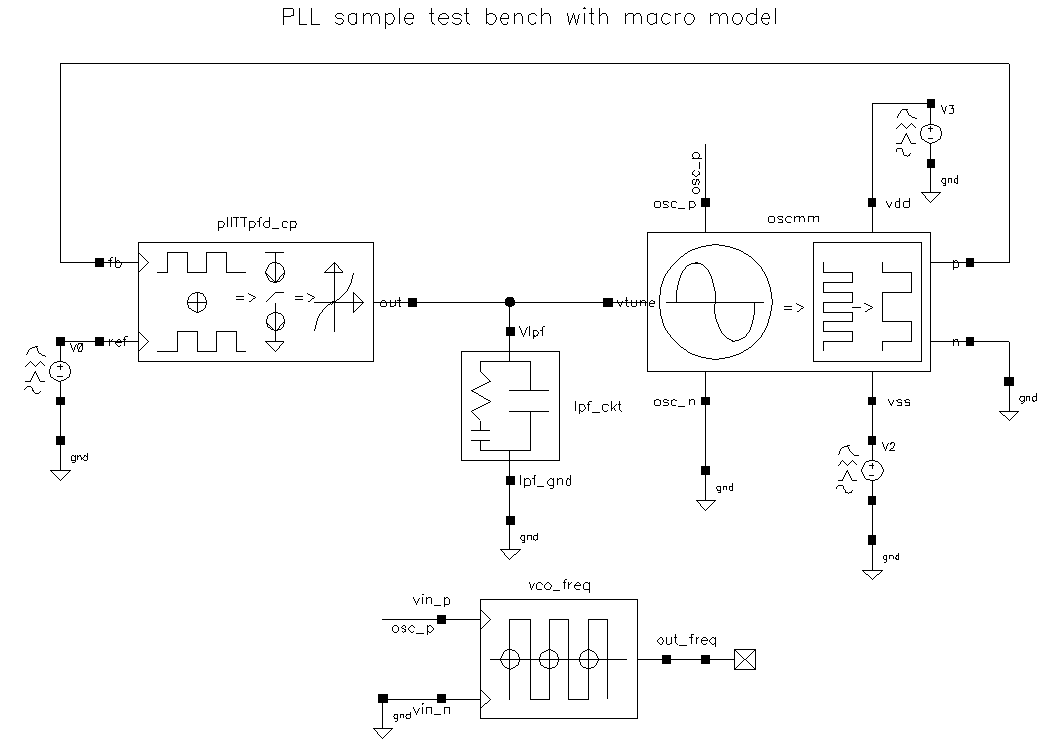 PLL sample test bench with macro model
V3
gnd
osc_p
osc_p
vdd
oscmm
pllTTpfd_cp
fb
p
=>
=>
out
vtune
=>
->
Vlpf
V0
ref
n
gnd
lpf_ckt
osc_n
vss
gnd
V2
lpf_gnd
gnd
gnd
gnd
vco_freq
vin_p
osc_p
out_freq
gnd
vin_n